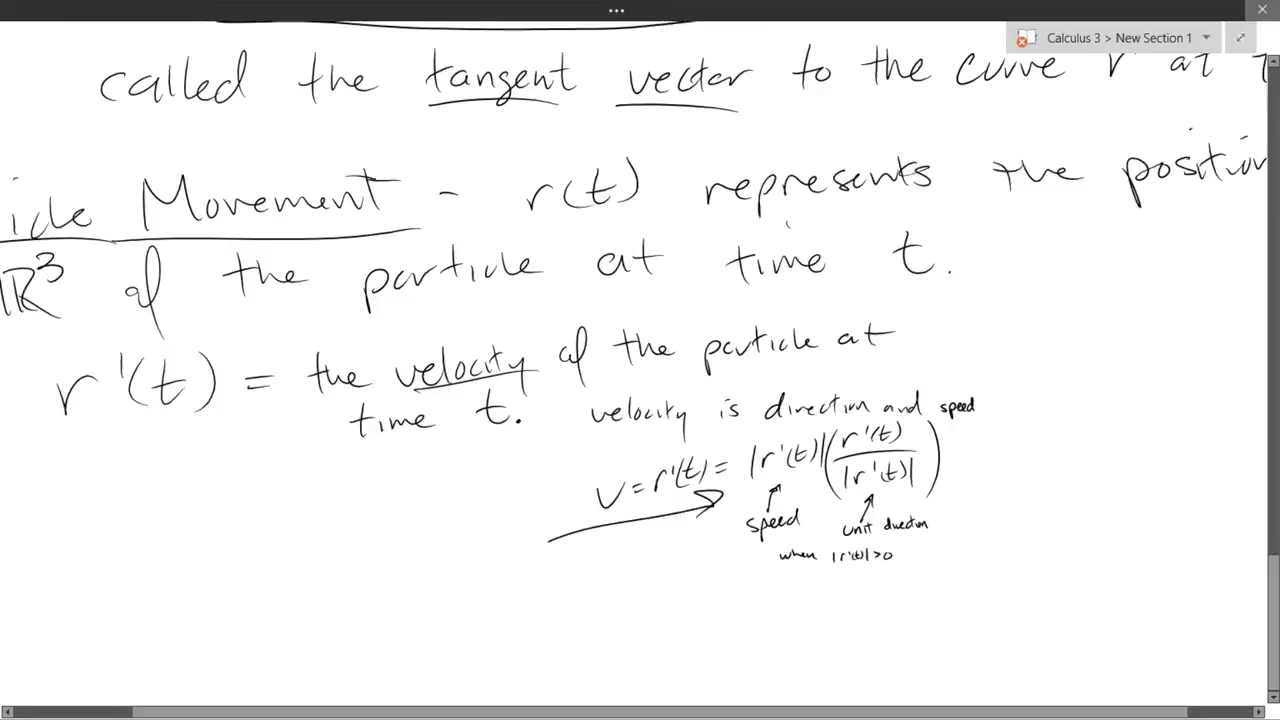 Calculus 3 > New Section 1
called the tangent vector to the curve r at t
icle Movement - r(t) represents the position
ℝ³ of the particle at time t.
r'(t) = the velocity of the particle at
time t. velocity is direction and speed
v = r'(t) = |r'(t)| ( r'(t) / |r'(t)| )
speed unit direction
when |r'(t)| > 0